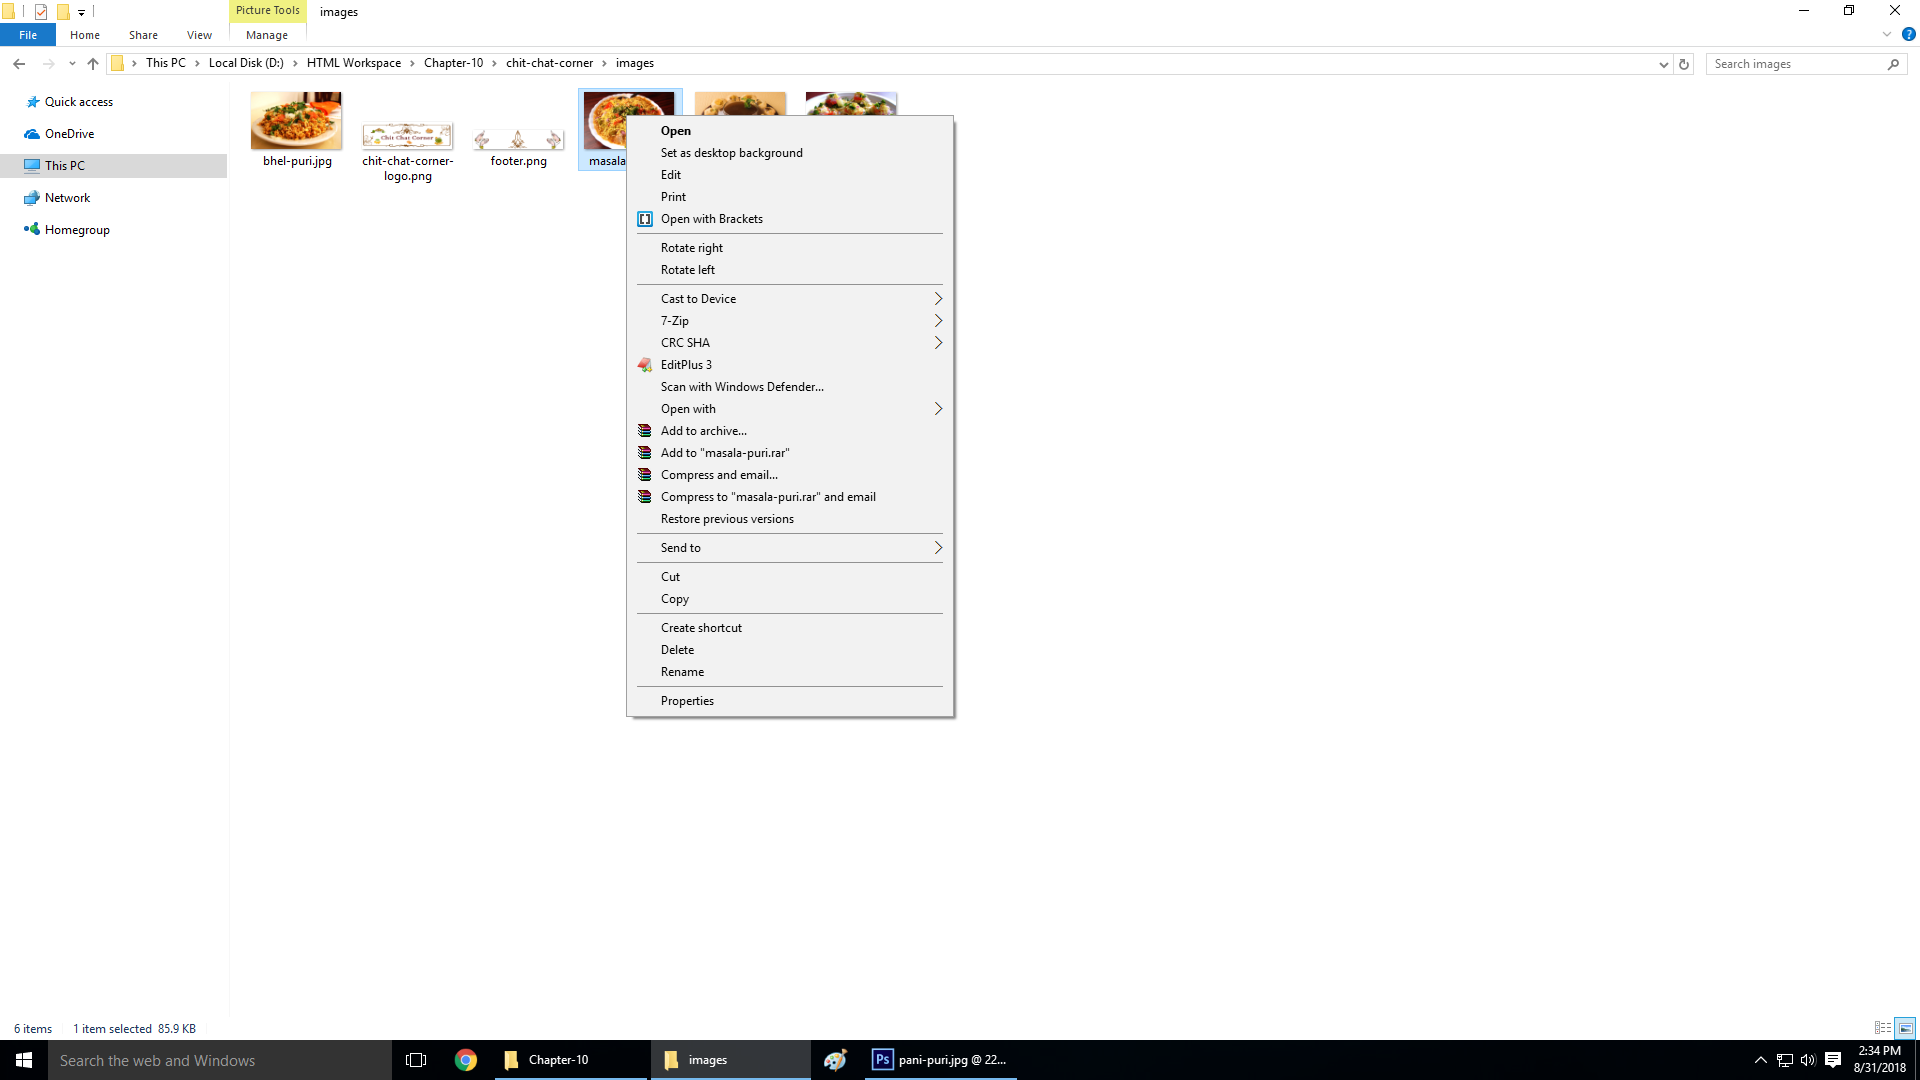 Picture Tools
images
File
Home
Share
View
Manage
This PC
Local Disk (D:)
HTML Workspace
Chapter-10
chit-chat-corner
images
Search images
Quick access
OneDrive
This PC
Network
Homegroup
bhel-puri.jpg
Chit Chat Corner
chit-chat-corner-
logo.png
footer.png
masala
Open
Set as desktop background
Edit
Print
Open with Brackets
Rotate right
Rotate left
Cast to Device
7-Zip
CRC SHA
EditPlus 3
Scan with Windows Defender...
Open with
Add to archive...
Add to "masala-puri.rar"
Compress and email...
Compress to "masala-puri.rar" and email
Restore previous versions
Send to
Cut
Copy
Create shortcut
Delete
Rename
Properties
6 items
1 item selected 85.9 KB
Search the web and Windows
Chapter-10
images
Ps
pani-puri.jpg @ 22...
2:34 PM
8/31/2018